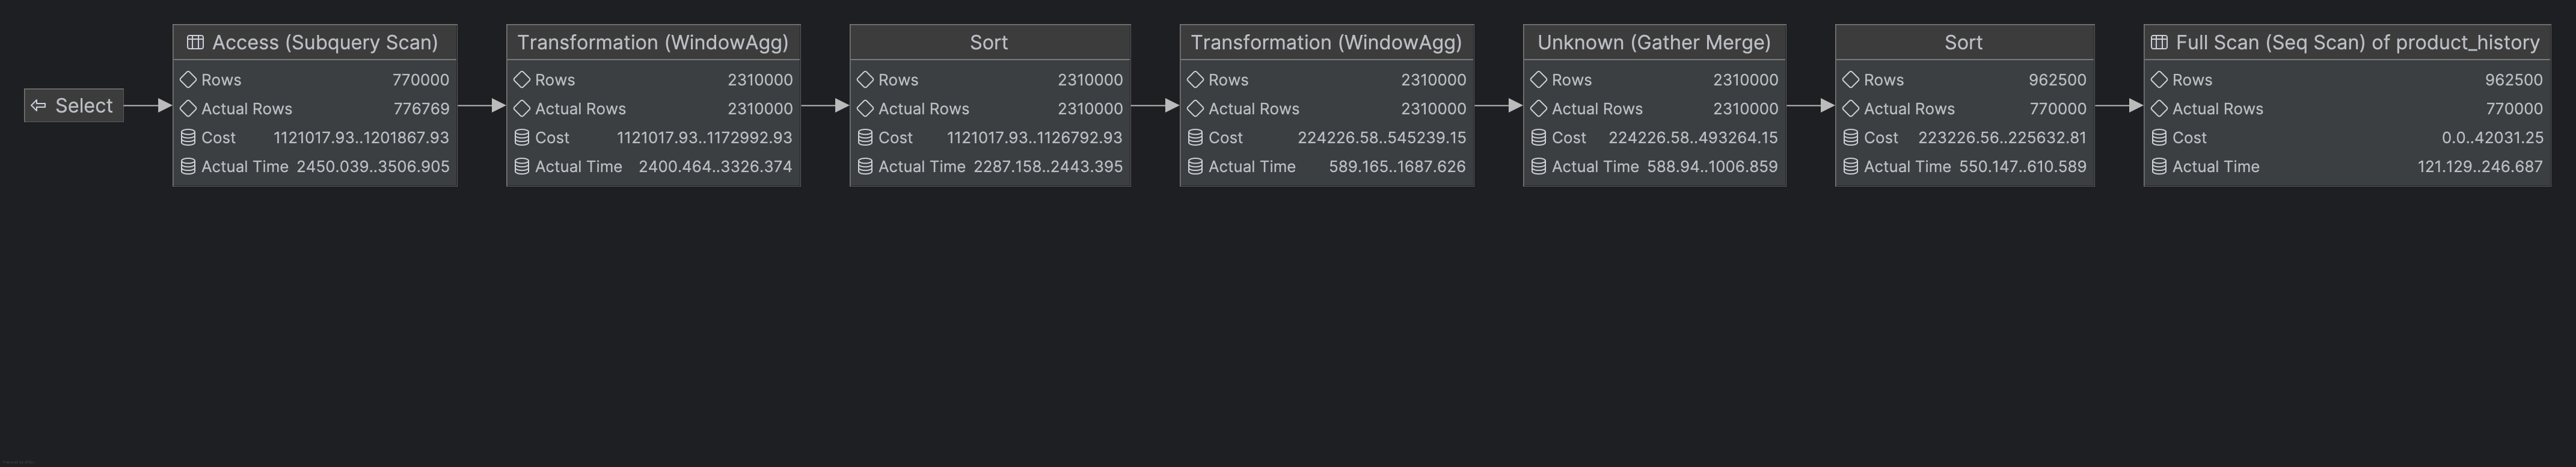 Select
Access (Subquery Scan)
Rows 770000
Actual Rows 776769
Cost 1121017.93..1201867.93
Actual Time 2450.039..3506.905
Transformation (WindowAgg)
Rows 2310000
Actual Rows 2310000
Cost 1121017.93..1172992.93
Actual Time 2400.464..3326.374
Sort
Rows 2310000
Actual Rows 2310000
Cost 1121017.93..1126792.93
Actual Time 2287.158..2443.395
Transformation (WindowAgg)
Rows 2310000
Actual Rows 2310000
Cost 224226.58..545239.15
Actual Time 589.165..1687.626
Unknown (Gather Merge)
Rows 2310000
Actual Rows 2310000
Cost 224226.58..493264.15
Actual Time 588.94..1006.859
Sort
Rows 962500
Actual Rows 770000
Cost 223226.56..225632.81
Actual Time 550.147..610.589
Full Scan (Seq Scan) of product_history
Rows 962500
Actual Rows 770000
Cost 0.0..42031.25
Actual Time 121.129..246.687